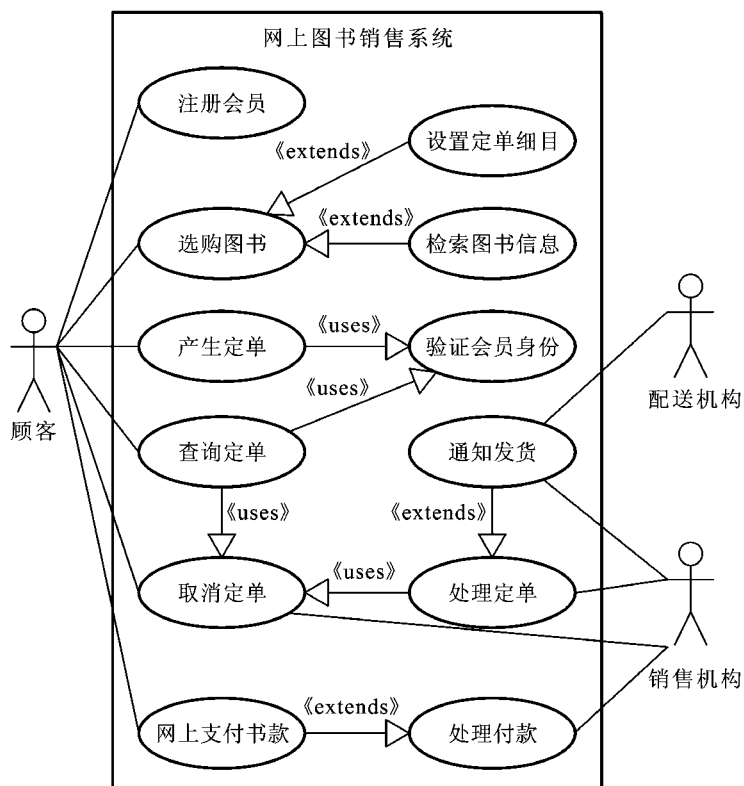 网上图书销售系统
注册会员
设置定单细目
《extends》
《extends》
选购图书
检索图书信息
《uses》
产生定单
验证会员身份
《uses》
顾客
配送机构
查询定单
通知发货
《uses》
《extends》
《uses》
取消定单
处理定单
销售机构
《extends》
网上支付书款
处理付款